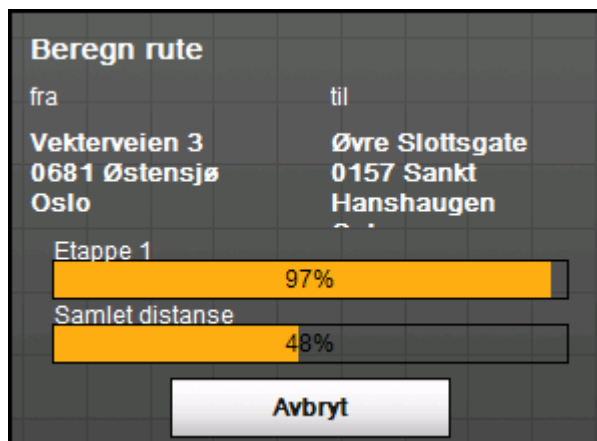 Beregn rute
fra
til
Vekterveien 3
0681 Østensjø
Oslo
Øvre Slottsgate
0157 Sankt
Hanshaugen
Etappe 1
97%
Samlet distanse
48%
Avbryt